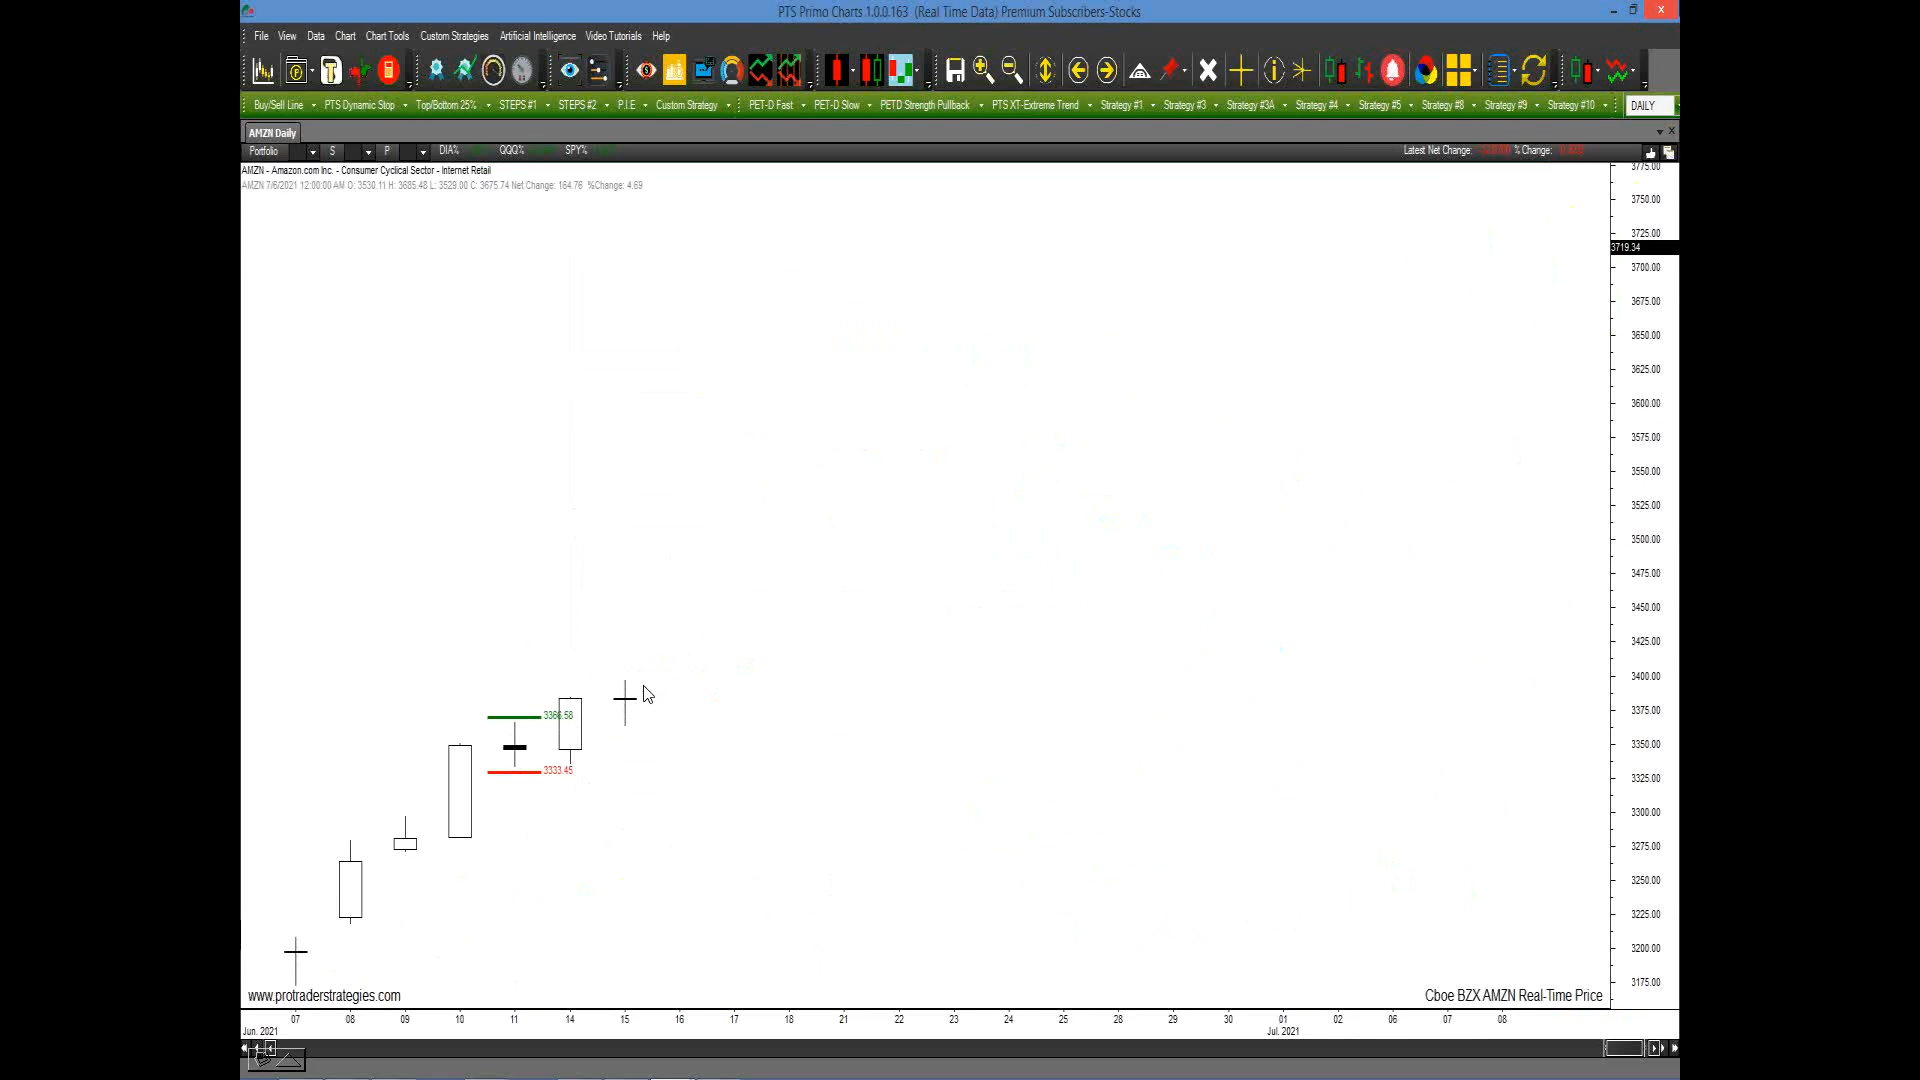 PTS Primo Charts 1.0.0.163 (Real Time Data) Premium Subscribers-Stocks
File View Data Chart Chart Tools Custom Strategies Artificial Intelligence Video Tutorials Help
Buy/Sell Line PTS Dynamic Stop Top/Bottom 25% STEPS #1 STEPS #2 P.I.E Custom Strategy PET-D Fast PET-D Slow PETD Strength Pullback PTS XT-Extreme Trend Strategy #1 Strategy #3 Strategy #3A Strategy #4 Strategy #5 Strategy #8 Strategy #9 Strategy #10 DAILY
AMZN Daily
Portfolio S P DIA% QQQ% SPY% Latest Net Change: % Change:
AMZN - Amazon.com Inc. - Consumer Cyclical Sector - Internet Retail
AMZN 7/6/2021 12:00:00 AM O: 3530.11 H: 3685.48 L: 3529.00 C: 3675.74 Net Change: 164.76 %Change: 4.69
3775.00
3750.00
3725.00
3719.34
3700.00
3675.00
3650.00
3625.00
3600.00
3575.00
3550.00
3525.00
3500.00
3475.00
3450.00
3425.00
3400.00
3375.00
3350.00
3325.00
3300.00
3275.00
3250.00
3225.00
3200.00
3175.00
3366.58
3333.45
www.protraderstrategies.com
Cboe BZX AMZN Real-Time Price
07 08 09 10 11 14 15 16 17 18 21 22 23 24 25 28 29 30 01 02 06 07 08
Jun. 2021 Jul. 2021